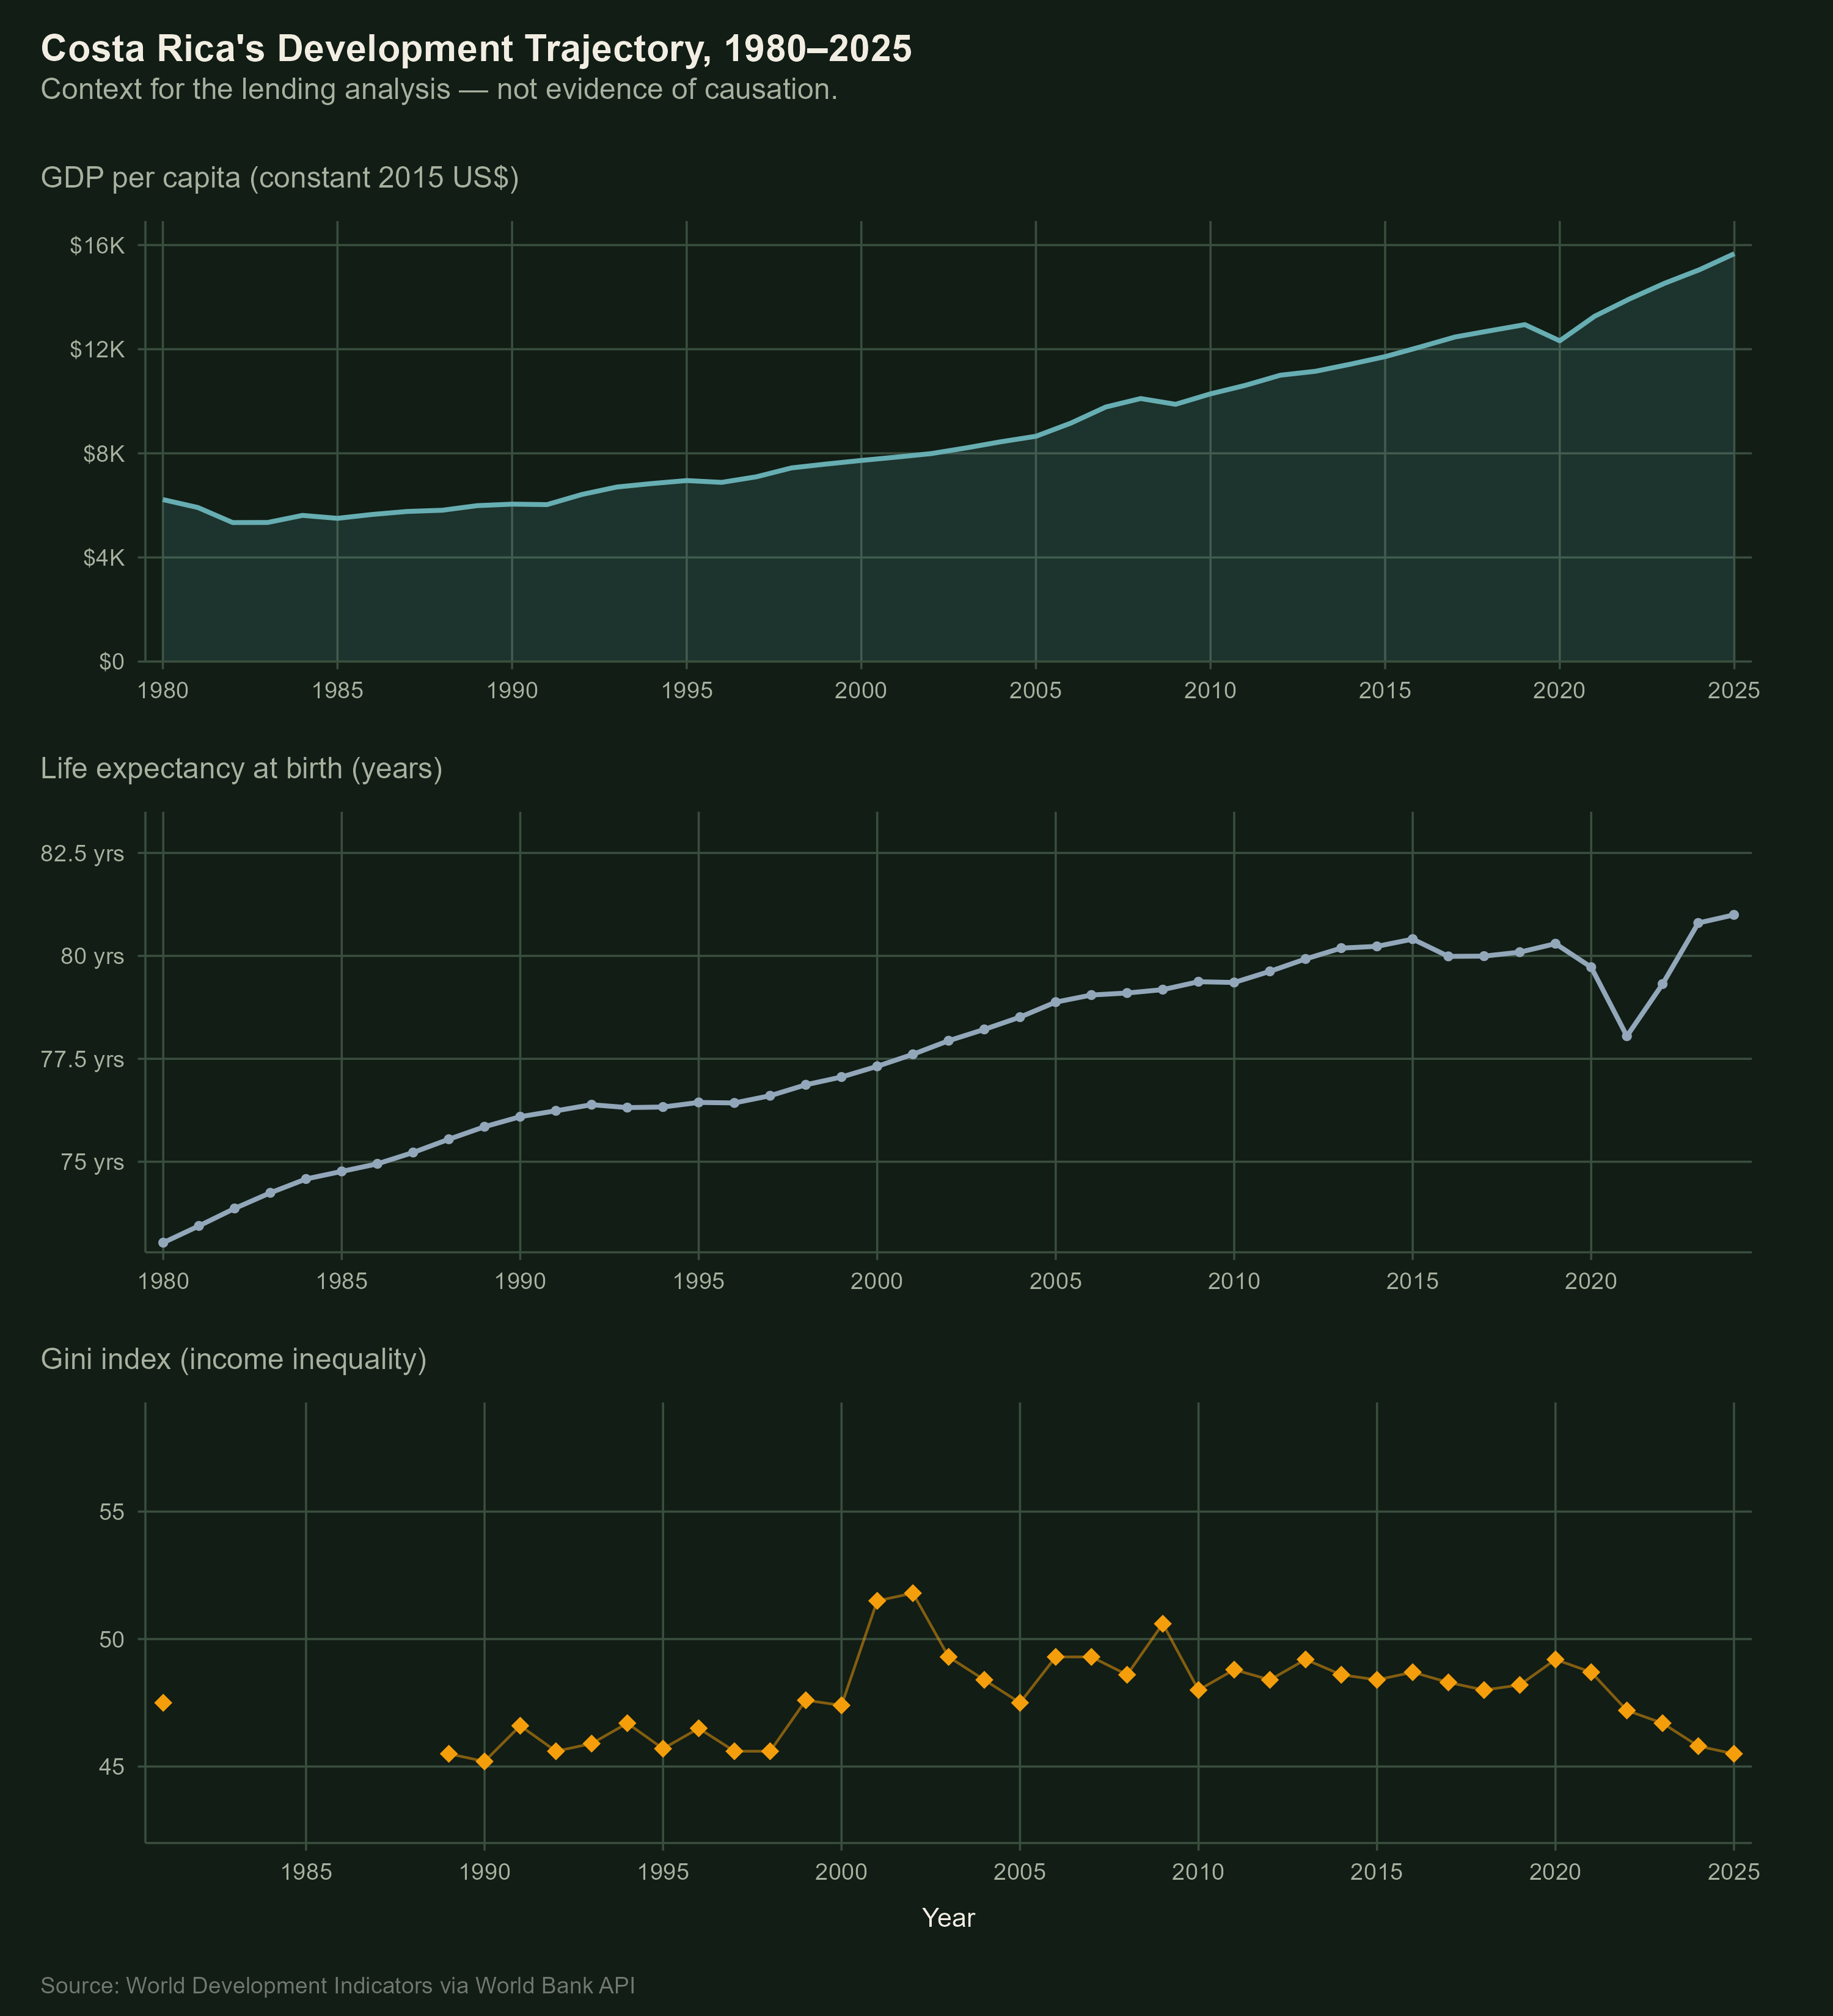 Costa Rica's Development Trajectory, 1980–2025
Context for the lending analysis — not evidence of causation.
GDP per capita (constant 2015 US$)
$16K
$12K
$8K
$4K
$0
1980 1985 1990 1995 2000 2005 2010 2015 2020 2025
Life expectancy at birth (years)
82.5 yrs
80 yrs
77.5 yrs
75 yrs
1980 1985 1990 1995 2000 2005 2010 2015 2020
Gini index (income inequality)
55
50
45
1985 1990 1995 2000 2005 2010 2015 2020 2025
Year
Source: World Development Indicators via World Bank API